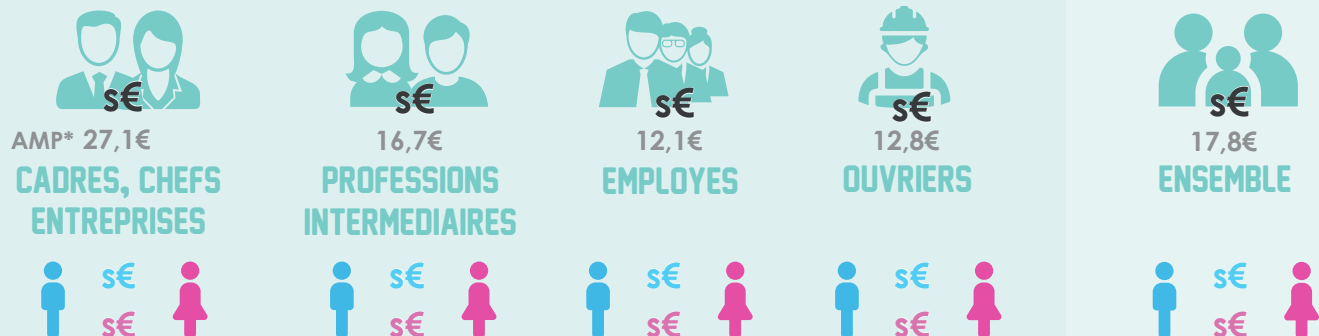 s€ s€ s€ s€ s€
AMP* 27,1€ 16,7€ 12,1€ 12,8€ 17,8€
CADRES, CHEFS
ENTREPRISES
PROFESSIONS
INTERMEDIAIRES
EMPLOYES
OUVRIERS
ENSEMBLE
s€ s€ s€ s€ s€
s€ s€ s€ s€ s€